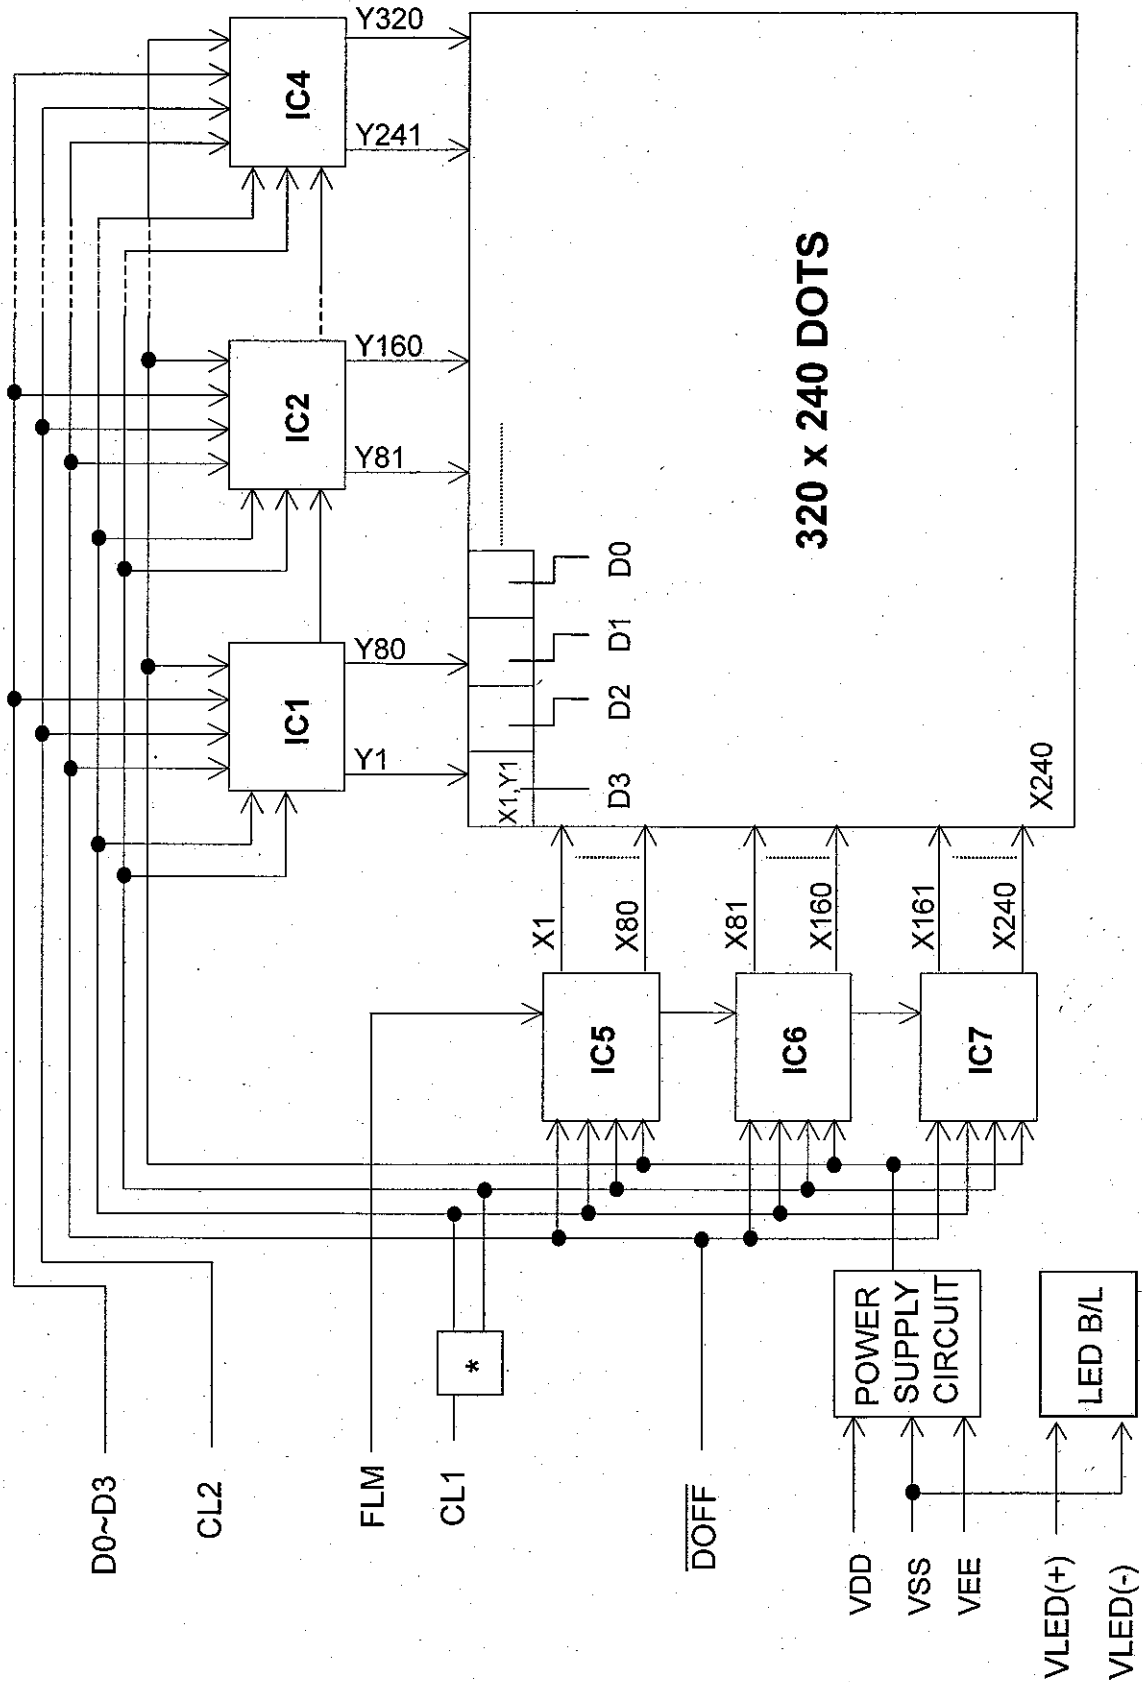 D0~D3
CL2
FLM
CL1
*
DOFF
VDD
VSS
VEE
VLED(+)
VLED(-)
POWER
SUPPLY
CIRCUIT
LED B/L
IC5
IC6
IC7
X1
X80
X81
X160
X161
X240
IC1
IC2
IC4
Y1
Y80
Y81
Y160
Y241
Y320
X1,Y1
D3
D2
D1
D0
320 x 240 DOTS
X240